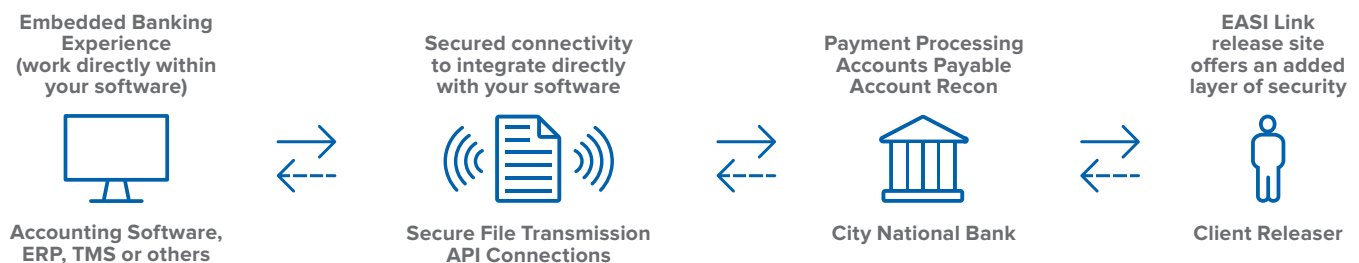 Embedded Banking
Experience
(work directly within
your software)
Secured connectivity
to integrate directly
with your software
Payment Processing
Accounts Payable
Account Recon
EASI Link
release site
offers an added
layer of security
Accounting Software,
ERP, TMS or others
Secure File Transmission
API Connections
City National Bank
Client Releaser